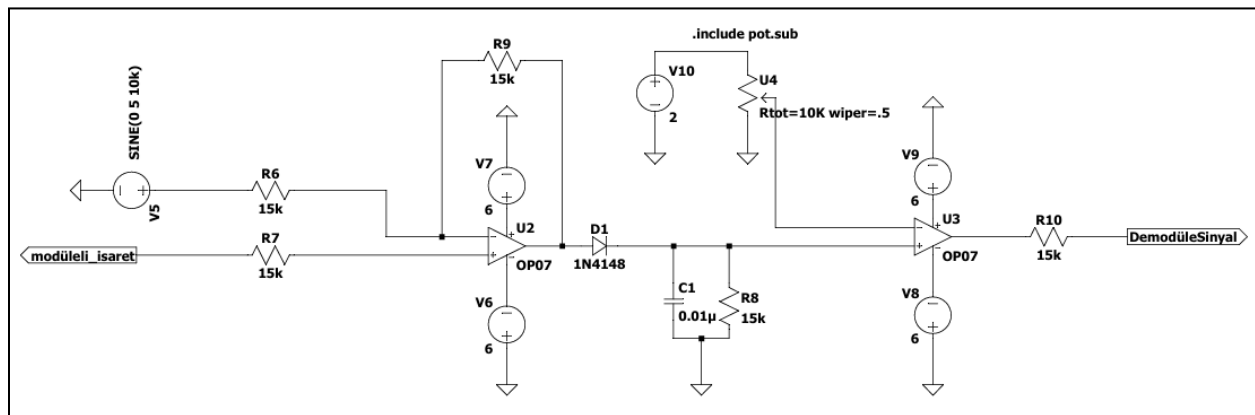 .include pot.sub
R9
15k
V10
2
U4
Rtot=10K wiper=.5
SINE(0 5 10k)
V5
R6
15k
V7
6
V9
6
modüleli_isaret
R7
15k
U2
OP07
D1
1N4148
U3
OP07
R10
15k
DemodüleSinyal
V6
6
C1
0.01µ
R8
15k
V8
6